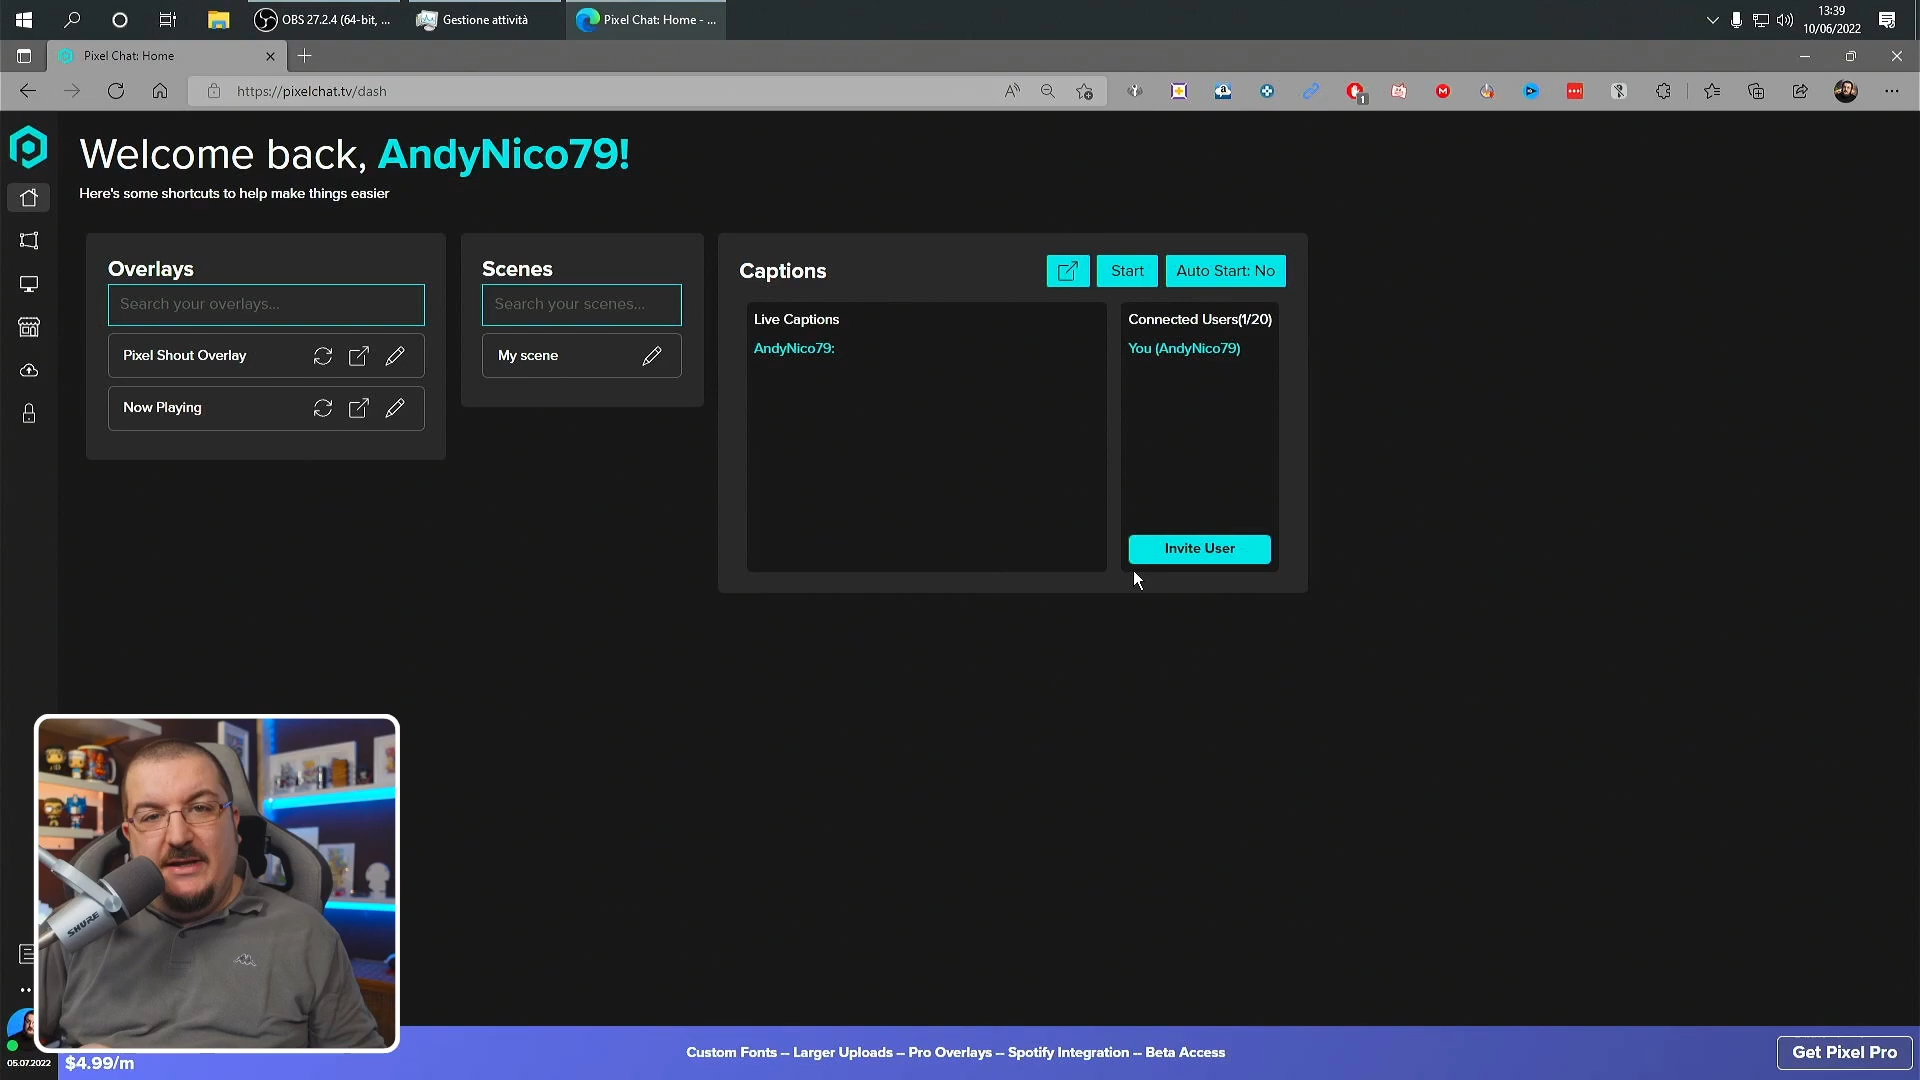 OBS 27.2.4 (64-bit, ...
Gestione attività
Pixel Chat: Home - ...
13:39
10/06/2022
Pixel Chat: Home
https://pixelchat.tv/dash
1
Welcome back, AndyNico79!
Here's some shortcuts to help make things easier
Overlays
Search your overlays...
Pixel Shout Overlay
Now Playing
Scenes
Search your scenes...
My scene
Captions
Start
Auto Start: No
Live Captions
AndyNico79:
Connected Users(1/20)
You (AndyNico79)
Invite User
SHURE
05.07.2022
$4.99/m
Custom Fonts -- Larger Uploads -- Pro Overlays -- Spotify Integration -- Beta Access
Get Pixel Pro